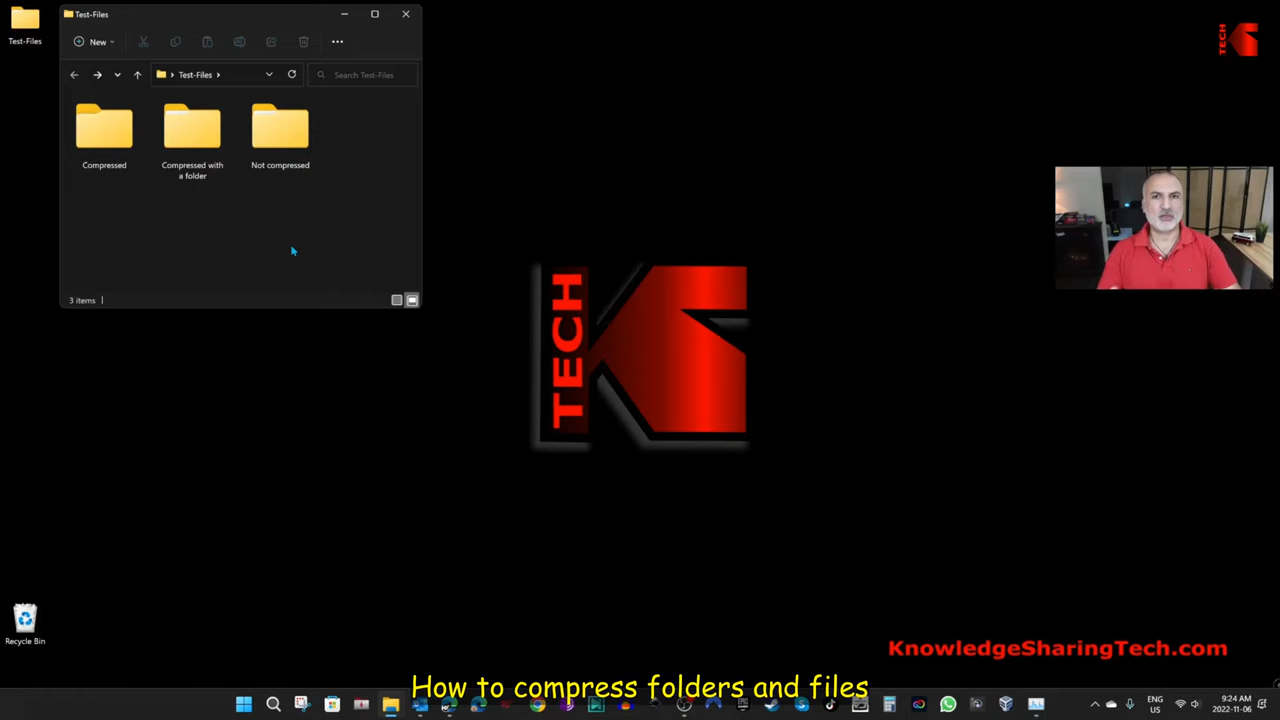 Test-Files
Test-Files
New
Test-Files
Search Test-Files
Compressed
Compressed with
a folder
Not compressed
3 items
TECH
TECH
Recycle Bin
KnowledgeSharingTech.com
How to compress folders and files
ENG
US
9:24 AM
2022-11-06